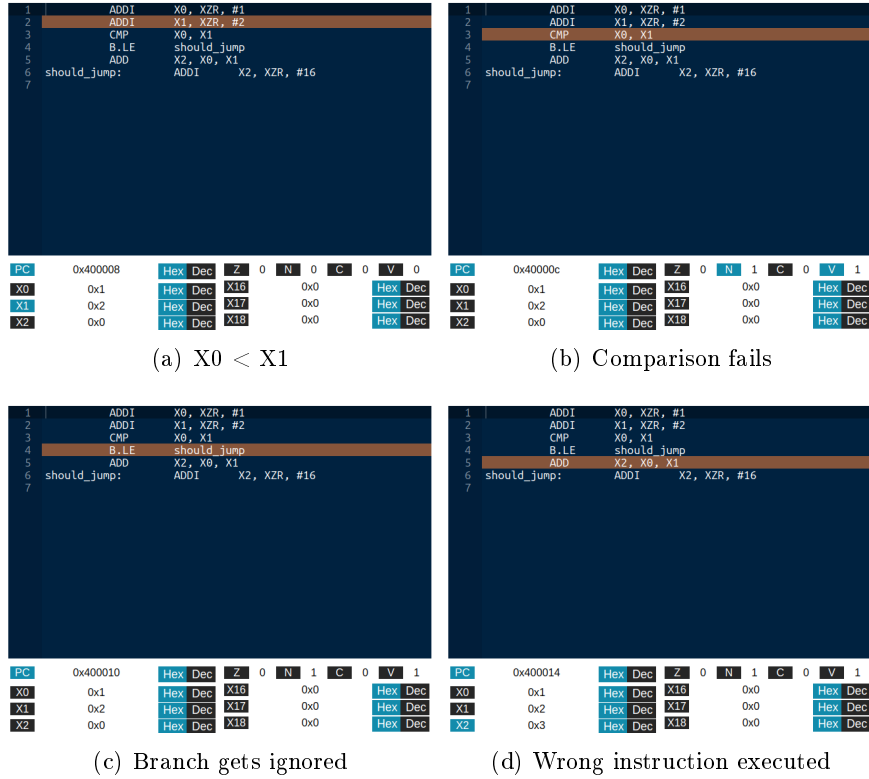 1 ADDI X0, XZR, #1
2 ADDI X1, XZR, #2
3 CMP X0, X1
4 B.LE should_jump
5 ADD X2, X0, X1
6 should_jump: ADDI X2, XZR, #16
7
PC 0x400008 Hex Dec Z 0 N 0 C 0 V 0
X0 0x1 Hex Dec X16 0x0 Hex Dec
X1 0x2 Hex Dec X17 0x0 Hex Dec
X2 0x0 Hex Dec X18 0x0 Hex Dec
(a) X0 < X1
1 ADDI X0, XZR, #1
2 ADDI X1, XZR, #2
3 CMP X0, X1
4 B.LE should_jump
5 ADD X2, X0, X1
6 should_jump: ADDI X2, XZR, #16
7
PC 0x40000c Hex Dec Z 0 N 1 C 0 V 1
X0 0x1 Hex Dec X16 0x0 Hex Dec
X1 0x2 Hex Dec X17 0x0 Hex Dec
X2 0x0 Hex Dec X18 0x0 Hex Dec
(b) Comparison fails
1 ADDI X0, XZR, #1
2 ADDI X1, XZR, #2
3 CMP X0, X1
4 B.LE should_jump
5 ADD X2, X0, X1
6 should_jump: ADDI X2, XZR, #16
7
PC 0x400010 Hex Dec Z 0 N 1 C 0 V 1
X0 0x1 Hex Dec X16 0x0 Hex Dec
X1 0x2 Hex Dec X17 0x0 Hex Dec
X2 0x0 Hex Dec X18 0x0 Hex Dec
(c) Branch gets ignored
1 ADDI X0, XZR, #1
2 ADDI X1, XZR, #2
3 CMP X0, X1
4 B.LE should_jump
5 ADD X2, X0, X1
6 should_jump: ADDI X2, XZR, #16
7
PC 0x400014 Hex Dec Z 0 N 1 C 0 V 1
X0 0x1 Hex Dec X16 0x0 Hex Dec
X1 0x2 Hex Dec X17 0x0 Hex Dec
X2 0x3 Hex Dec X18 0x0 Hex Dec
(d) Wrong instruction executed